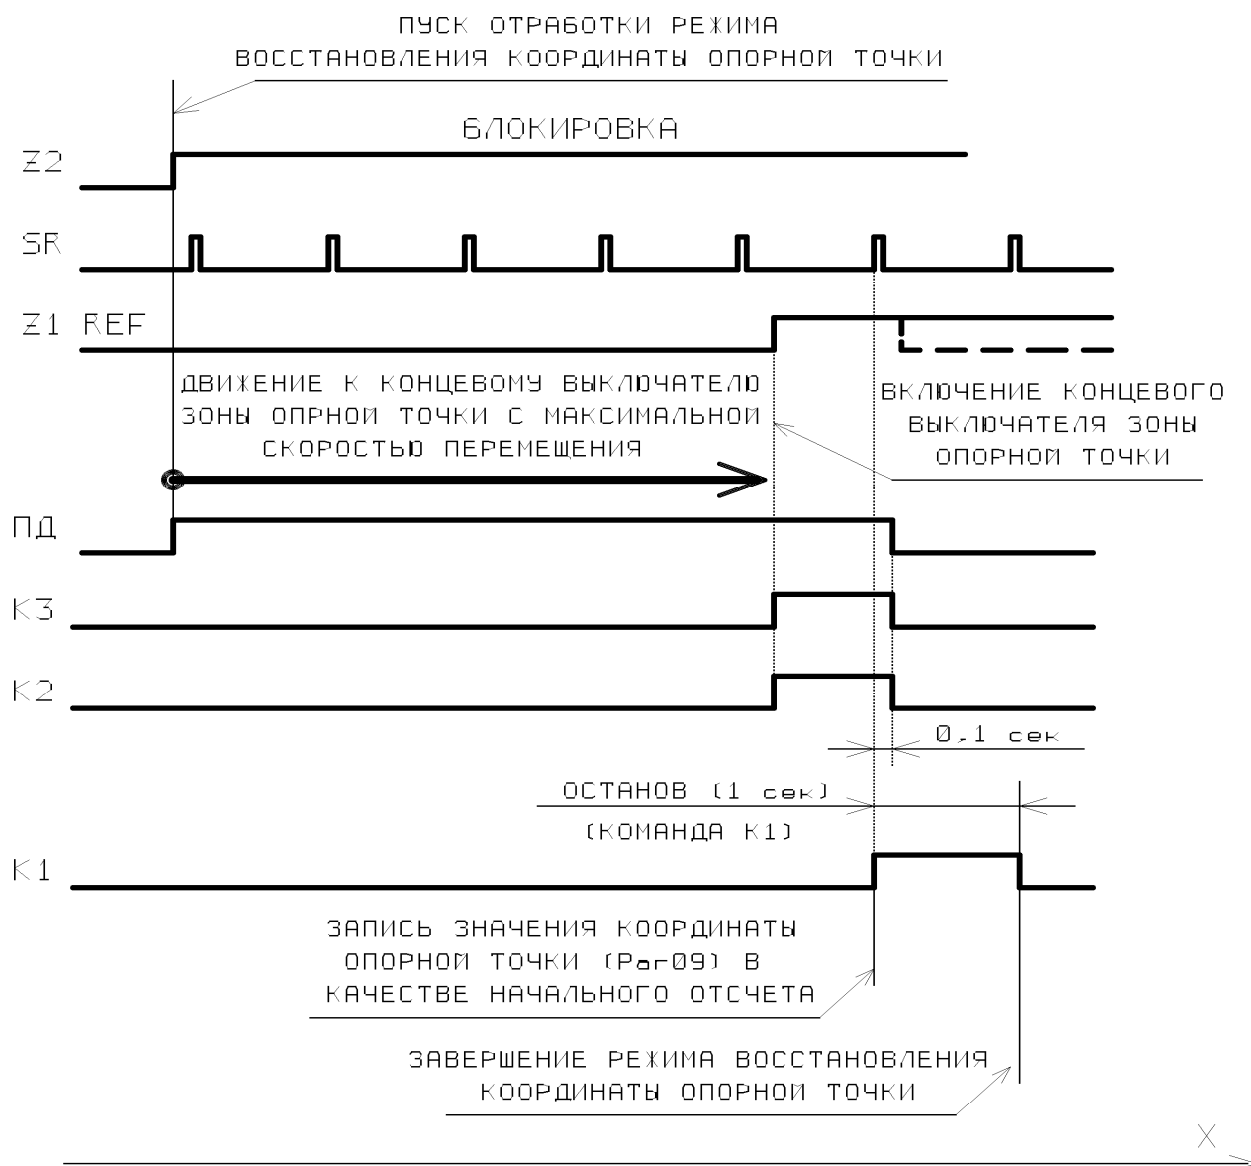 ПУСК ОТРАБОТКИ РЕЖИМА
ВОССТАНОВЛЕНИЯ КООРДИНАТЫ ОПОРНОЙ ТОЧКИ
БЛОКИРОВКА
Z2
SR
Z1 REF
ДВИЖЕНИЕ К КОНЦЕВОМУ ВЫКЛЮЧАТЕЛЮ
ЗОНЫ ОПРНОЙ ТОЧКИ С МАКСИМАЛЬНОЙ
СКОРОСТЬЮ ПЕРЕМЕЩЕНИЯ
ВКЛЮЧЕНИЕ КОНЦЕВОГО
ВЫКЛЮЧАТЕЛЯ ЗОНЫ
ОПОРНОЙ ТОЧКИ
ПД
К3
К2
0,1 сек
ОСТАНОВ (1 сек)
(КОМАНДА К1)
К1
ЗАПИСЬ ЗНАЧЕНИЯ КООРДИНАТЫ
ОПОРНОЙ ТОЧКИ (Par09) В
КАЧЕСТВЕ НАЧАЛЬНОГО ОТСЧЕТА
ЗАВЕРШЕНИЕ РЕЖИМА ВОССТАНОВЛЕНИЯ
КООРДИНАТЫ ОПОРНОЙ ТОЧКИ
X